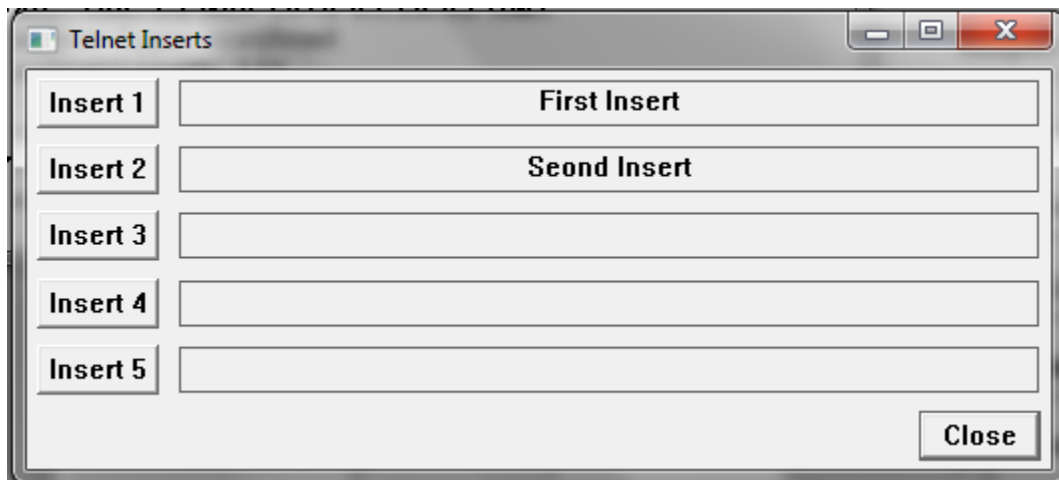 Telnet Inserts
Insert 1 First Insert
Insert 2 Seond Insert
Insert 3
Insert 4
Insert 5
Close